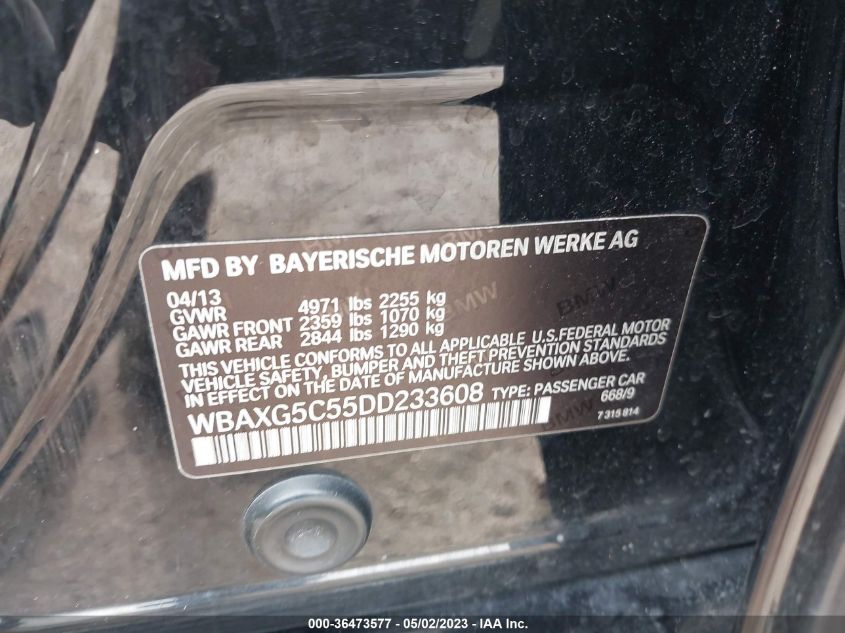 MFD BY BAYERISCHE MOTOREN WERKE AG
04/13
GVWR 4971 lbs 2255 kg
GAWR FRONT 2359 lbs 1070 kg
GAWR REAR 2844 lbs 1290 kg
THIS VEHICLE CONFORMS TO ALL APPLICABLE U.S.FEDERAL MOTOR
VEHICLE SAFETY, BUMPER AND THEFT PREVENTION STANDARDS
IN EFFECT ON THE DATE OF MANUFACTURE SHOWN ABOVE.
WBAXG5C55DD233608 TYPE: PASSENGER CAR
668/9
7 315 814
BMW
BMW
BMW
000-36473577 - 05/02/2023 - IAA Inc.